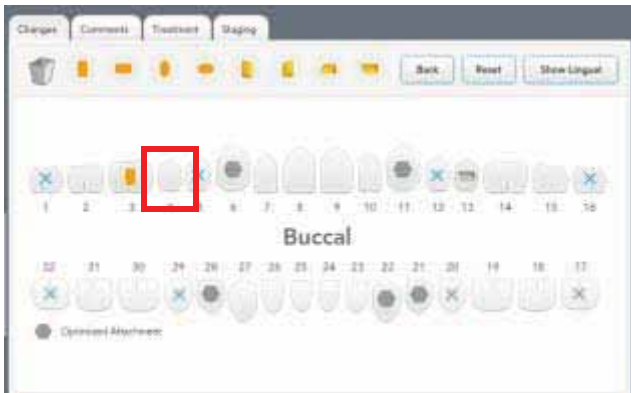 Changes Comments Treatment Staging
Back Reset Show Lingual
1 2 3 6 7 8 9 10 11 12 13 14 15 16
Buccal
32 31 30 29 28 27 26 25 24 23 22 21 20 19 18 17
Optimized Attachment